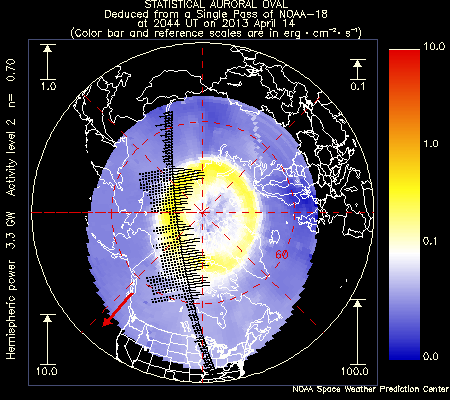 STATISTICAL AURORAL OVAL
Deduced from a Single Pass of NOAA-18
at 2044 UT on 2013 April 14
(Color bar and reference scales are in erg · cm⁻² · s⁻¹)
Hemispheric power 3.3 GW Activity level 2 n= 0.70
1.0
0.1
10.0
100.0
60
10.0
1.0
0.1
0.0
NOAA Space Weather Prediction Center